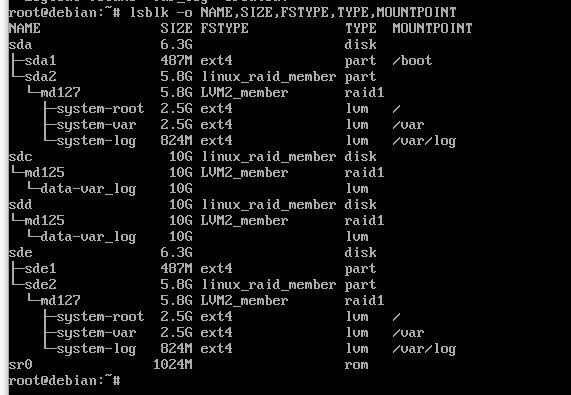 root@debian:~# lsblk -o NAME,SIZE,FSTYPE,TYPE,MOUNTPOINT
NAME                SIZE FSTYPE            TYPE  MOUNTPOINT
sda                 6.3G                   disk
├─sda1              487M ext4              part  /boot
└─sda2              5.8G linux_raid_member part
  └─md127           5.8G LVM2_member       raid1
    ├─system-root   2.5G ext4              lvm   /
    ├─system-var    2.5G ext4              lvm   /var
    └─system-log    824M ext4              lvm   /var/log
sdc                  10G linux_raid_member disk
└─md125              10G LVM2_member       raid1
  └─data-var_log     10G                   lvm
sdd                  10G linux_raid_member disk
└─md125              10G LVM2_member       raid1
  └─data-var_log     10G                   lvm
sde                 6.3G                   disk
├─sde1              487M ext4              part
└─sde2              5.8G linux_raid_member part
  └─md127           5.8G LVM2_member       raid1
    ├─system-root   2.5G ext4              lvm   /
    ├─system-var    2.5G ext4              lvm   /var
    └─system-log    824M ext4              lvm   /var/log
sr0                1024M                   rom
root@debian:~#